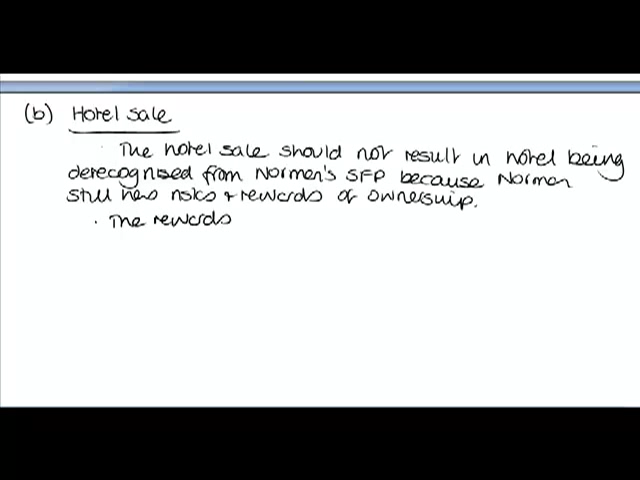 (b) Hotel sale
· The hotel sale should not result in hotel being
derecognised from Norman's SFP because Norman
still has risks + rewards of ownership.
· The rewards